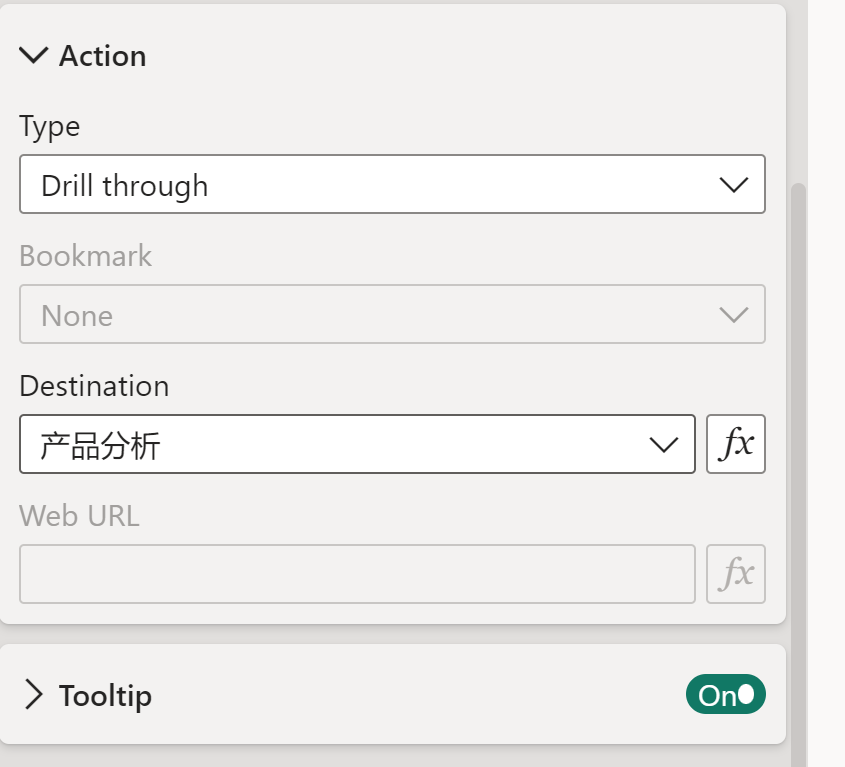 Action
Type
Drill through
Bookmark
None
Destination
产品分析
fx
Web URL
fx
Tooltip
On